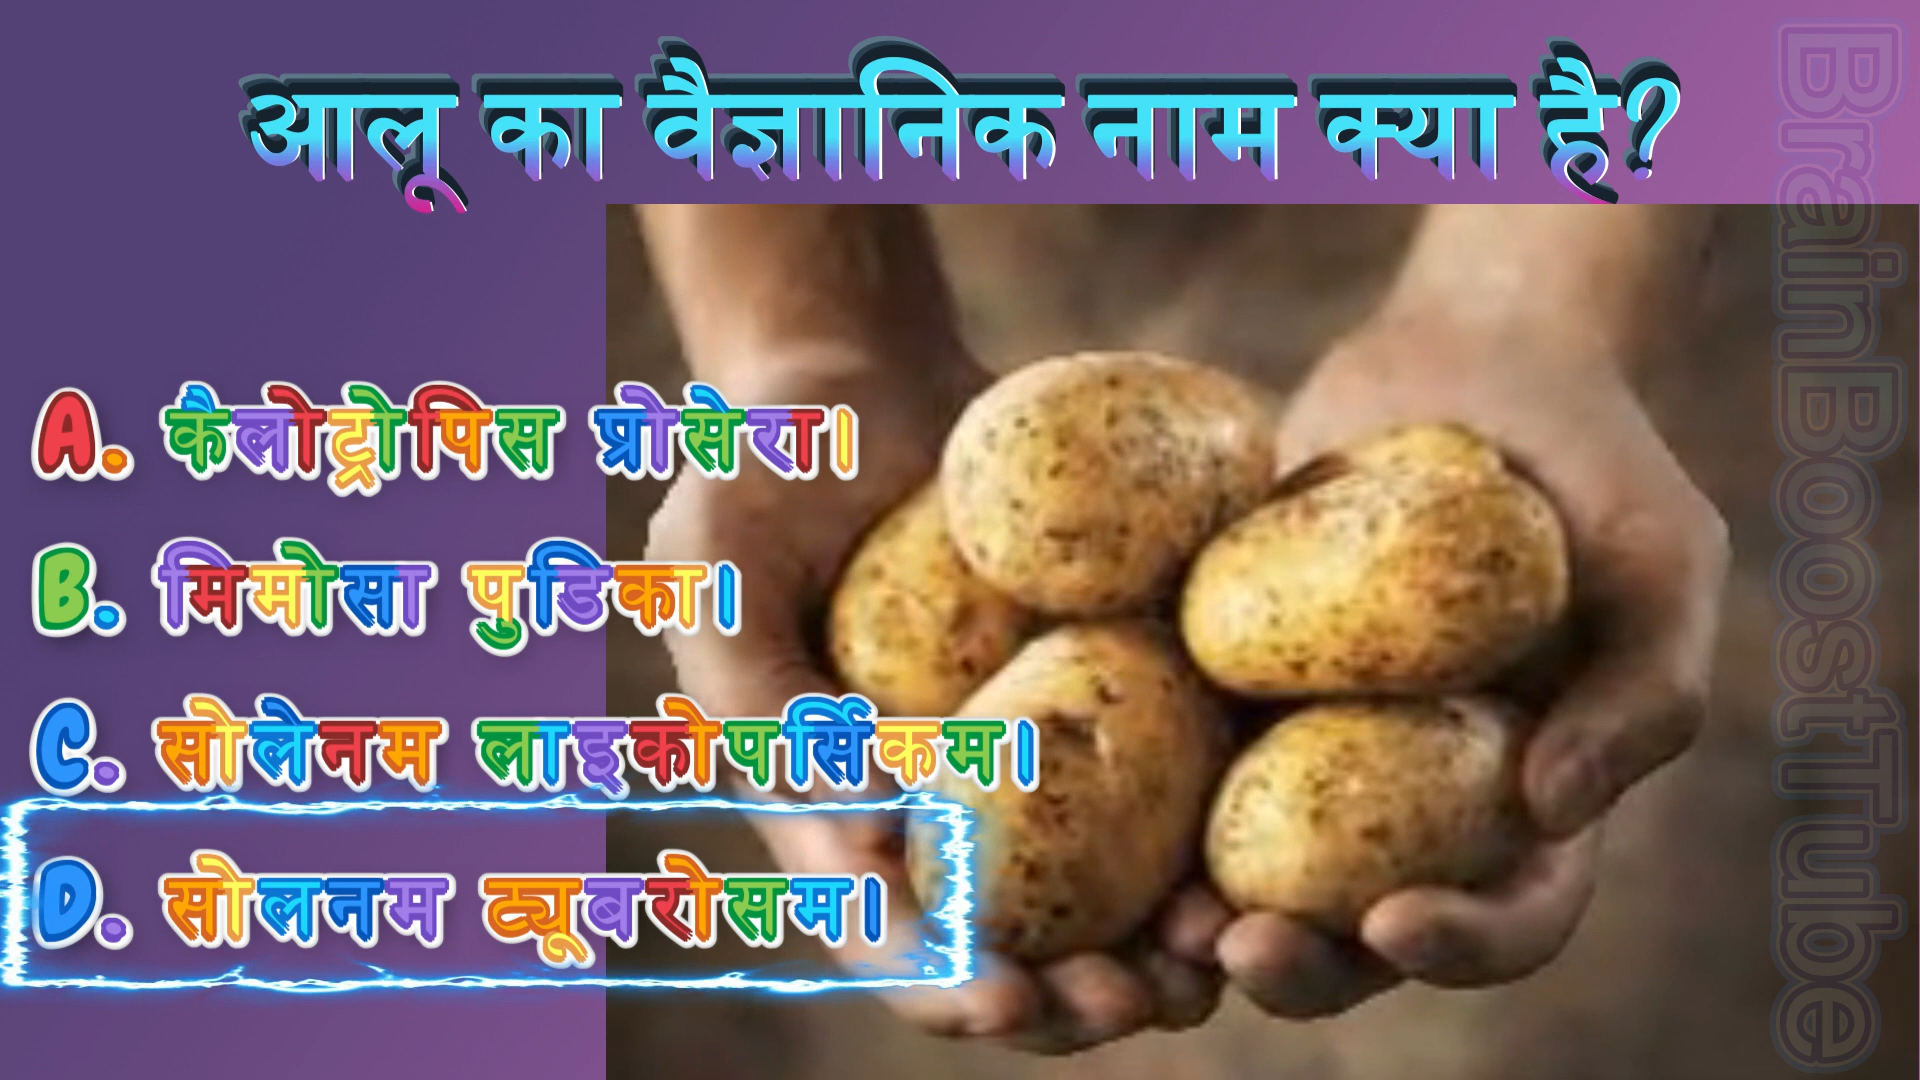 आलू का वैज्ञानिक नाम क्या है?
A. कैलोट्रोपिस प्रोसेरा।
B. मिमोसा पुडिका।
C. सोलेनम लाइकोपर्सिकम।
D. सोलनम ट्यूबरोसम।
BrainBoostTube